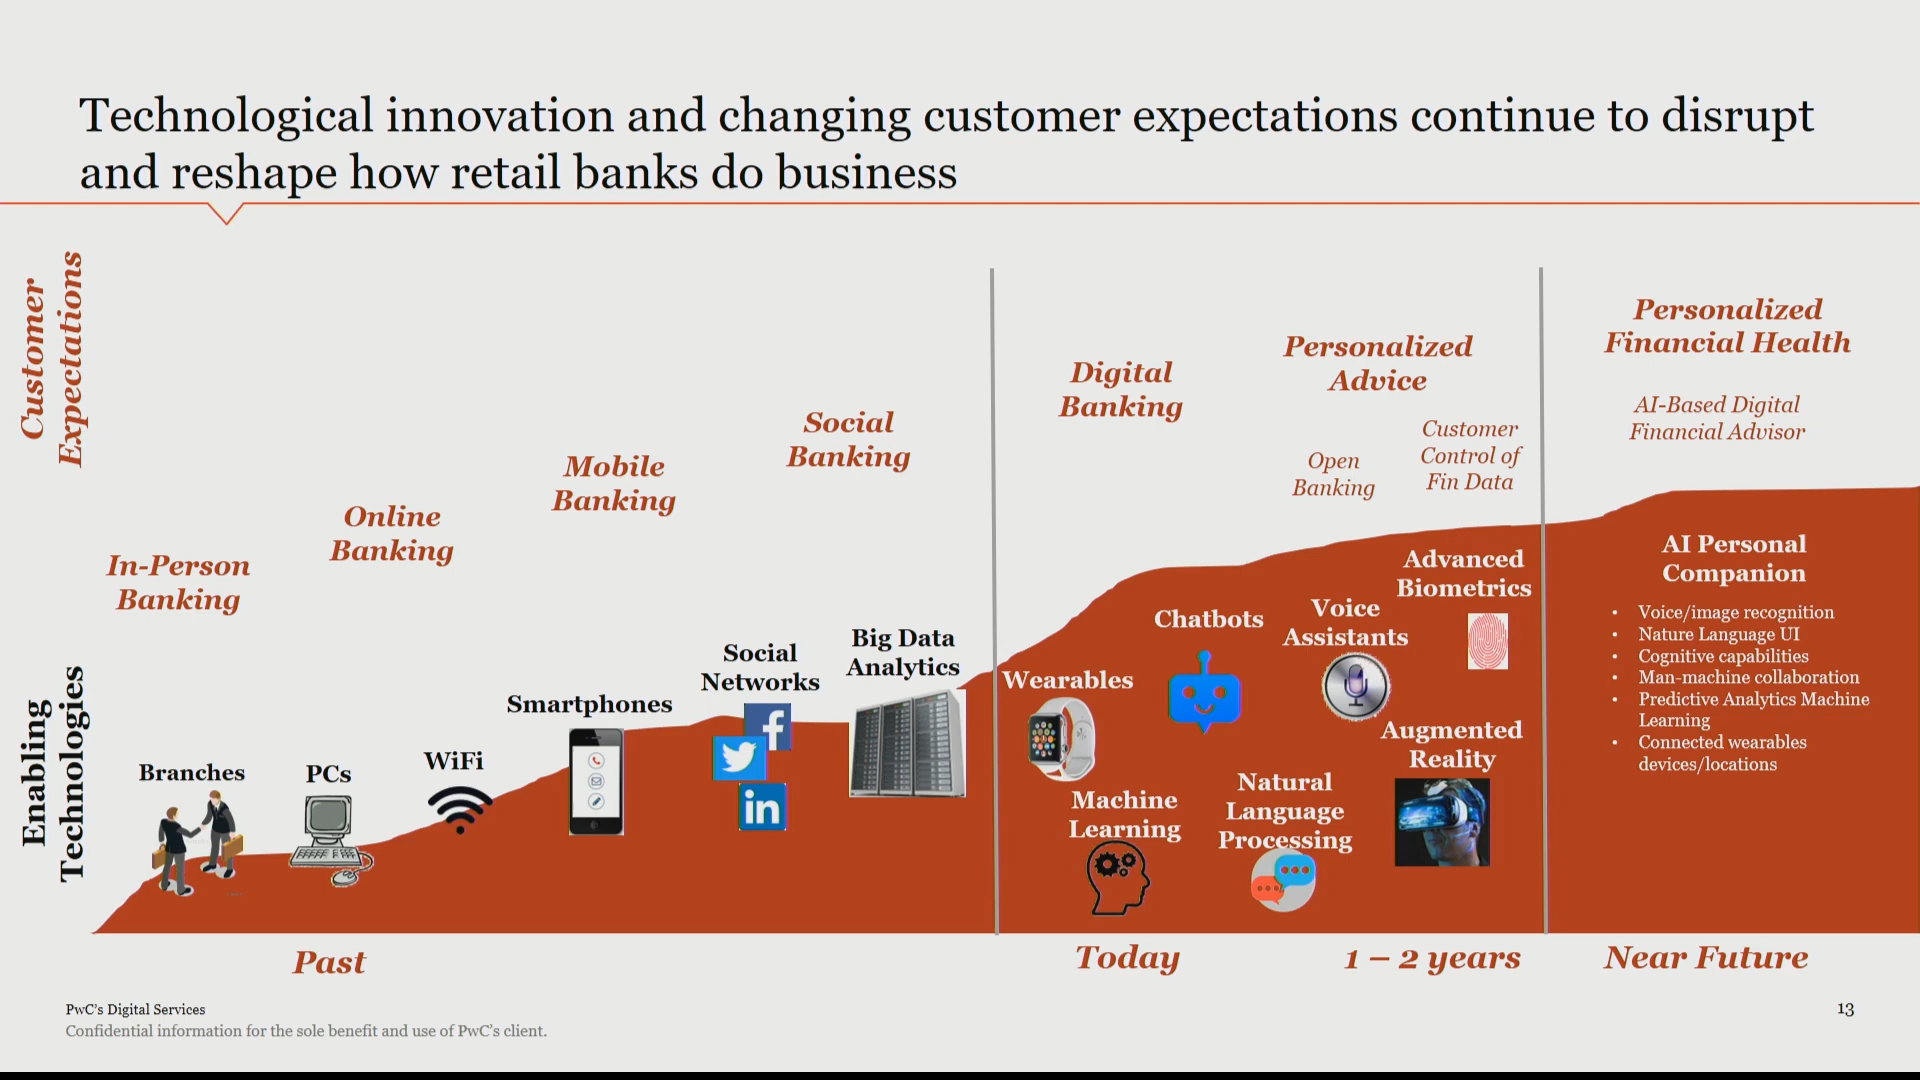 Technological innovation and changing customer expectations continue to disrupt
and reshape how retail banks do business
Customer
Expectations
In-Person
Banking
Online
Banking
Mobile
Banking
Social
Banking
Digital
Banking
Personalized
Advice
Open
Banking
Customer
Control of
Fin Data
Personalized
Financial Health
AI-Based Digital
Financial Advisor
Enabling
Technologies
Branches
PCs
WiFi
Smartphones
Social
Networks
f
in
Big Data
Analytics
Wearables
Machine
Learning
Chatbots
Natural
Language
Processing
Voice
Assistants
Advanced
Biometrics
Augmented
Reality
AI Personal
Companion
• Voice/image recognition
• Nature Language UI
• Cognitive capabilities
• Man-machine collaboration
• Predictive Analytics Machine
Learning
• Connected wearables
devices/locations
Past
Today
1 – 2 years
Near Future
PwC's Digital Services
Confidential information for the sole benefit and use of PwC's client.
13